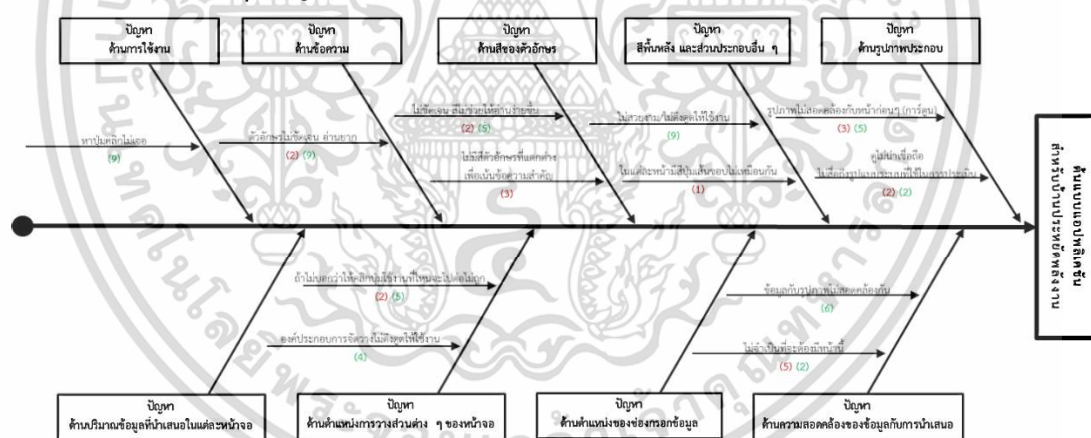 ปัญหา
ด้านการใช้งาน
ปัญหา
ด้านข้อความ
ปัญหา
ด้านสีของตัวอักษร
ปัญหา
สีพื้นหลัง และส่วนประกอบอื่น ๆ
ปัญหา
ด้านรูปภาพประกอบ
หาปุ่มคลิกไม่เจอ
(9)
ตัวอักษรไม่ชัดเจน อ่านยาก
(2) (9)
ไม่ชัดเจน สีไม่ช่วยให้อ่านง่ายขึ้น
(2) (5)
ไม่มีสีตัวอักษรที่แตกต่าง
เพื่อเน้นข้อความสำคัญ
(3)
ไม่สวยงาม/ไม่ดึงดูดให้ใช้งาน
(9)
ในแต่ละหน้ามีสีปุ่มเส้นขอบไม่เหมือนกัน
(1)
รูปภาพไม่สอดคล้องกับหน้าก่อนๆ (การ์ตูน)
(3) (5)
ดูไม่น่าเชื่อถือ
ไม่สื่อถึงรูปแบบระบบที่ใช้ในการประเมิน
(2) (2)
ต้นแบบแอปพลิเคชัน
สำหรับบ้านประหยัดพลังงาน
ถ้าไม่บอกว่าให้คลิกปุ่มใช้งานที่ไหนจะไปต่อไม่ถูก
(2) (5)
องค์ประกอบการจัดวางไม่ดึงดูดให้ใช้งาน
(4)
ข้อมูลกับรูปภาพไม่สอดคล้องกัน
(6)
ไม่จำเป็นที่จะต้องมีหน้านี้
(5) (2)
ปัญหา
ด้านปริมาณข้อมูลที่นำเสนอในแต่ละหน้าจอ
ปัญหา
ด้านตำแหน่งการวางส่วนต่าง ๆ ของหน้าจอ
ปัญหา
ด้านตำแหน่งของช่องกรอกข้อมูล
ปัญหา
ด้านความสอดคล้องของข้อมูลกับการนำเสนอ